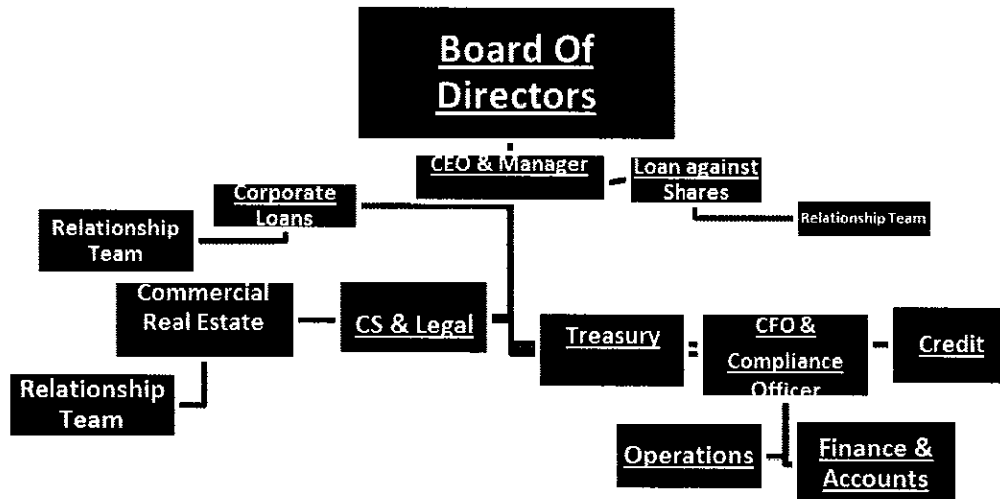 Board Of
Directors
CEO & Manager
Loan against
Shares
Corporate
Loans
Relationship Team
Relationship
Team
Commercial
Real Estate
CS & Legal
Treasury
CFO &
Compliance
Officer
Credit
Relationship
Team
Operations
Finance &
Accounts